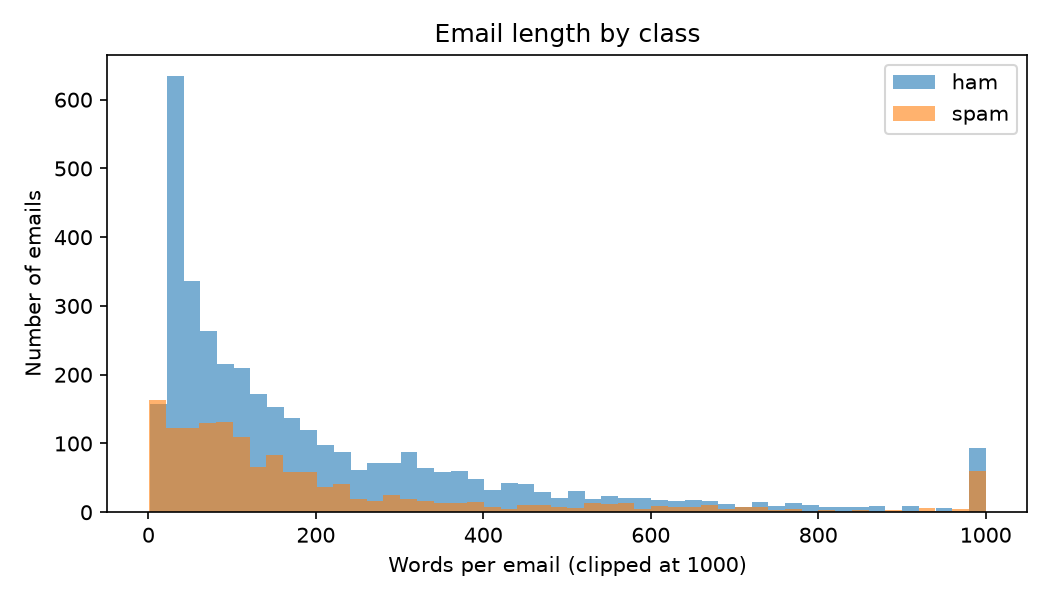 Email length by class
ham
spam
Number of emails
600
500
400
300
200
100
0
0 200 400 600 800 1000
Words per email (clipped at 1000)